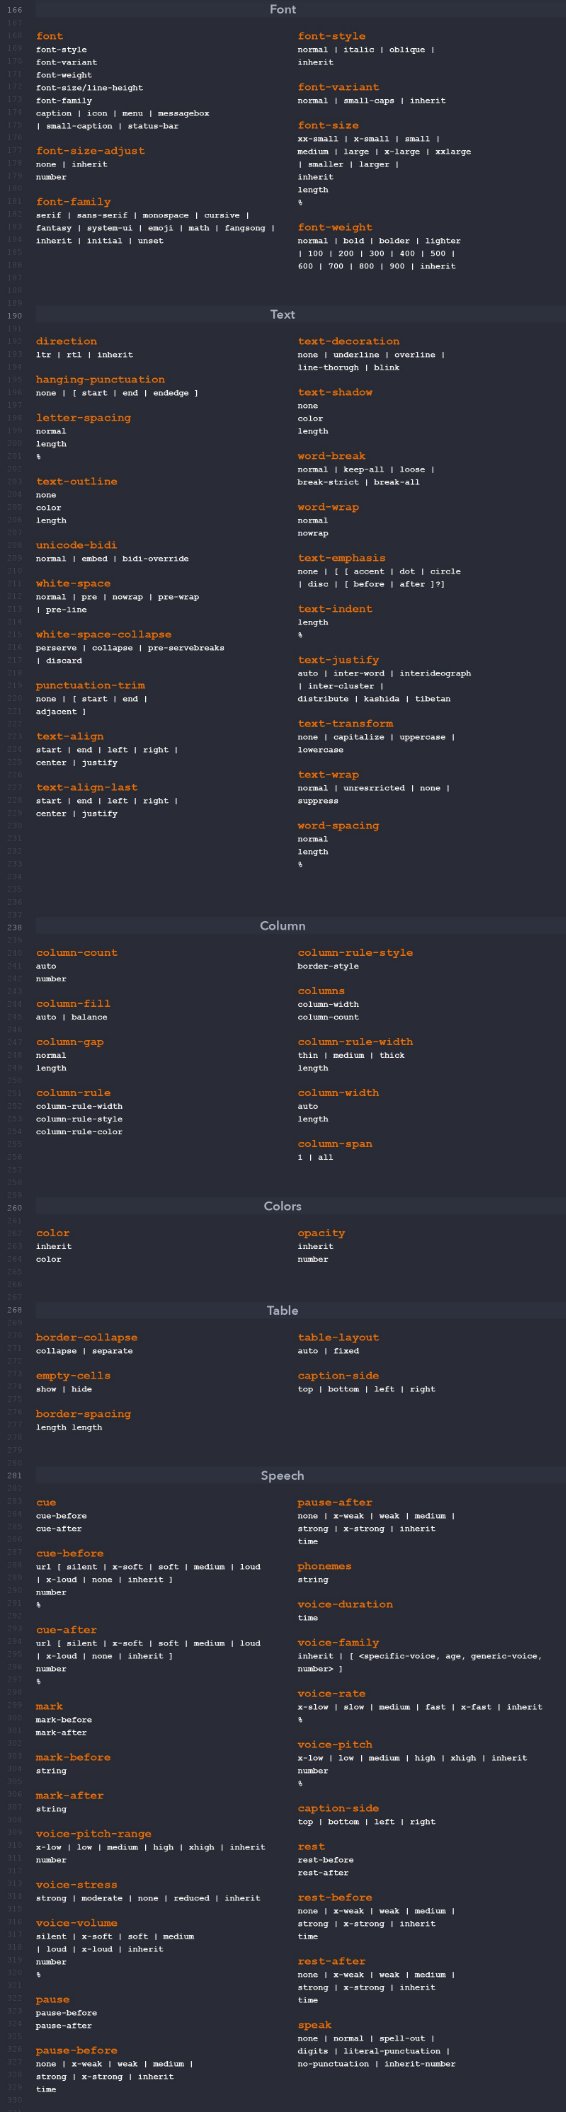 Font
font
font-style
font-variant
font-weight
font-size/line-height
font-family
caption | icon | menu | messagebox
| small-caption | status-bar
font-size-adjust
none | inherit
number
font-family
serif | sans-serif | monospace | cursive |
fantasy | system-ui | emoji | math | fangsong |
inherit | initial | unset
font-style
normal | italic | oblique |
inherit
font-variant
normal | small-caps | inherit
font-size
xx-small | x-small | small |
medium | large | x-large | xxlarge
| smaller | larger |
inherit
length
%
font-weight
normal | bold | bolder | lighter
| 100 | 200 | 300 | 400 | 500 |
600 | 700 | 800 | 900 | inherit
Text
direction
ltr | rtl | inherit
hanging-punctuation
none | [ start | end | endedge ]
letter-spacing
normal
length
%
text-outline
none
color
length
unicode-bidi
normal | embed | bidi-override
white-space
normal | pre | nowrap | pre-wrap
| pre-line
white-space-collapse
perserve | collapse | pre-servebreaks
| discard
punctuation-trim
none | [ start | end |
adjacent ]
text-align
start | end | left | right |
center | justify
text-align-last
start | end | left | right |
center | justify
text-decoration
none | underline | overline |
line-thorugh | blink
text-shadow
none
color
length
word-break
normal | keep-all | loose |
break-strict | break-all
word-wrap
normal
nowrap
text-emphasis
none | [ [ accent | dot | circle
| disc | [ before | after ]?]
text-indent
length
%
text-justify
auto | inter-word | interideograph
| inter-cluster |
distribute | kashida | tibetan
text-transform
none | capitalize | uppercase |
lowercase
text-wrap
normal | unresrricted | none |
suppress
word-spacing
normal
length
%
Column
column-count
auto
number
column-fill
auto | balance
column-gap
normal
length
column-rule
column-rule-width
column-rule-style
column-rule-color
column-rule-style
border-style
columns
column-width
column-count
column-rule-width
thin | medium | thick
length
column-width
auto
length
column-span
1 | all
Colors
color
inherit
color
opacity
inherit
number
Table
border-collapse
collapse | separate
empty-cells
show | hide
border-spacing
length length
table-layout
auto | fixed
caption-side
top | bottom | left | right
Speech
cue
cue-before
cue-after
cue-before
url [ silent | x-soft | soft | medium | loud
| x-loud | none | inherit ]
number
%
cue-after
url [ silent | x-soft | soft | medium | loud
| x-loud | none | inherit ]
number
%
mark
mark-before
mark-after
mark-before
string
mark-after
string
voice-pitch-range
x-low | low | medium | high | xhigh | inherit
number
voice-stress
strong | moderate | none | reduced | inherit
voice-volume
silent | x-soft | soft | medium
| loud | x-loud | inherit
number
%
pause
pause-before
pause-after
pause-before
none | x-weak | weak | medium |
strong | x-strong | inherit
time
pause-after
none | x-weak | weak | medium |
strong | x-strong | inherit
time
phonemes
string
voice-duration
time
voice-family
inherit | [ <specific-voice, age, generic-voice,
number> ]
voice-rate
x-slow | slow | medium | fast | x-fast | inherit
%
voice-pitch
x-low | low | medium | high | xhigh | inherit
number
%
caption-side
top | bottom | left | right
rest
rest-before
rest-after
rest-before
none | x-weak | weak | medium |
strong | x-strong | inherit
time
rest-after
none | x-weak | weak | medium |
strong | x-strong | inherit
time
speak
none | normal | spell-out |
digits | literal-punctuation |
no-punctuation | inherit-number